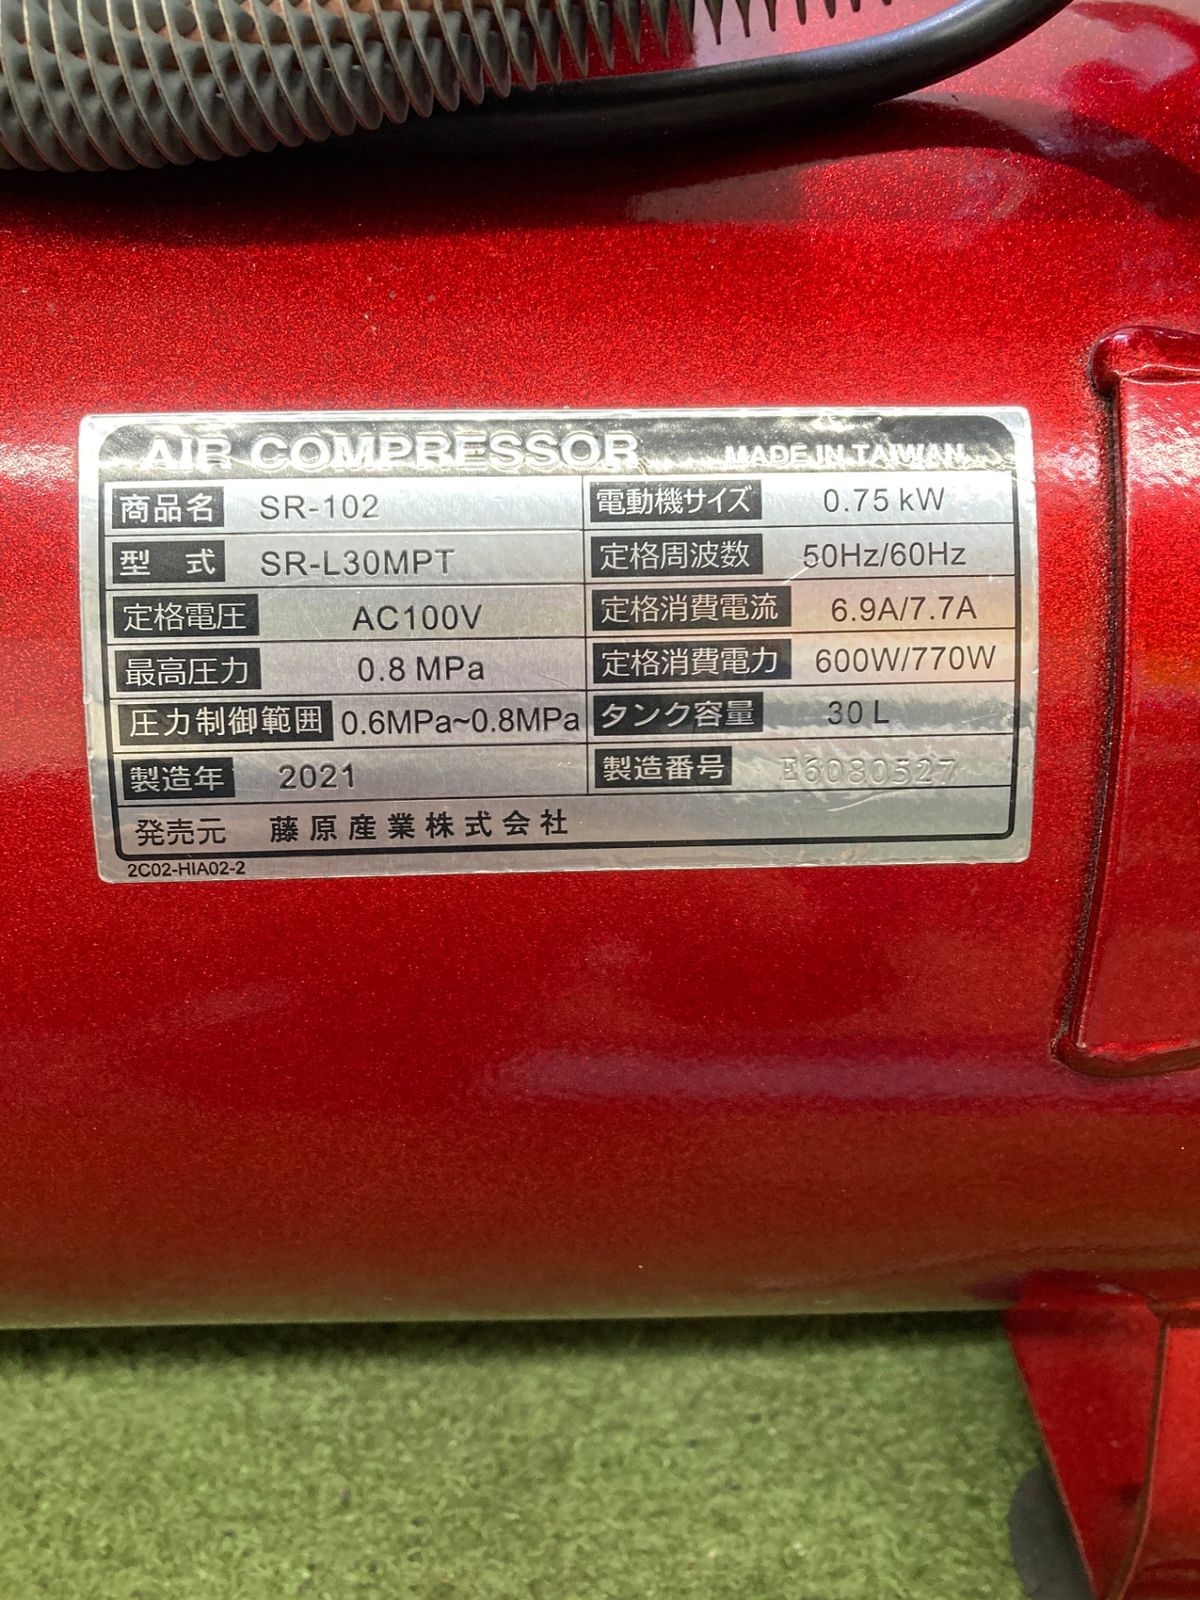 AIR COMPRESSOR MADE IN TAIWAN
商品名 SR-102 電動機サイズ 0.75 kW
型 式 SR-L30MPT 定格周波数 50Hz/60Hz
定格電圧 AC100V 定格消費電流 6.9A/7.7A
最高圧力 0.8 MPa 定格消費電力 600W/770W
圧力制御範囲 0.6MPa~0.8MPa タンク容量 30 L
製造年 2021 製造番号 E6080527
発売元 藤原産業株式会社
2C02-HIA02-2